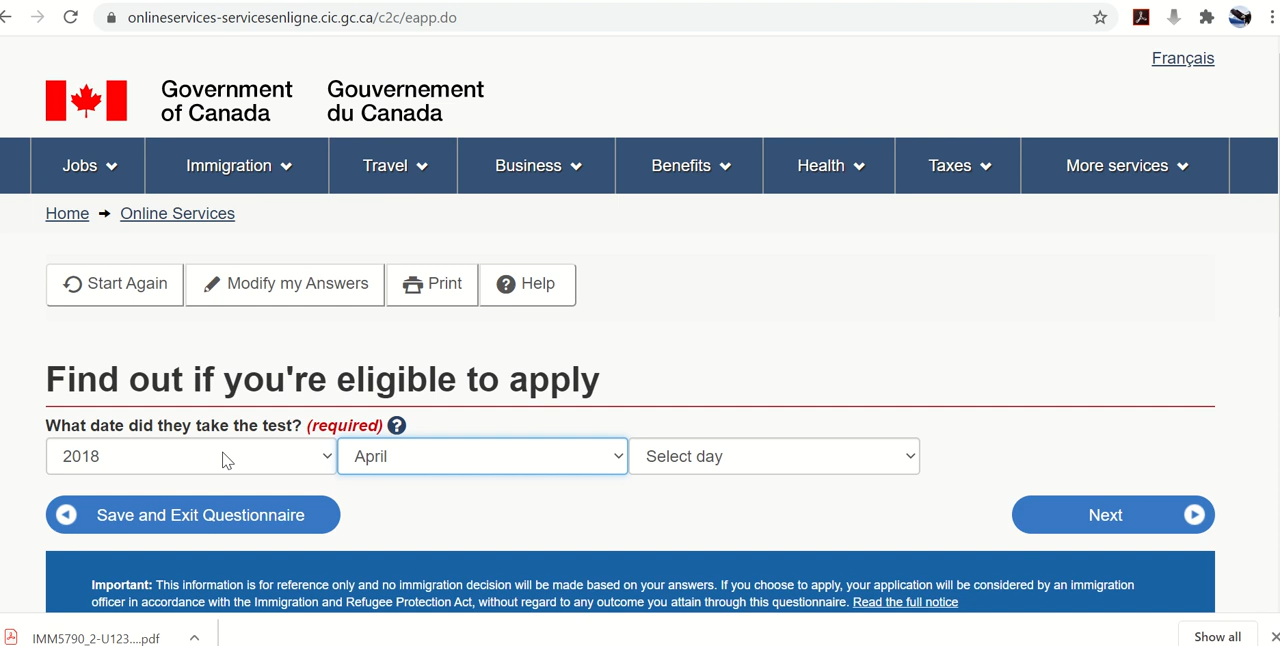 onlineservices-servicesenligne.cic.gc.ca/c2c/eapp.do
Français
Government Gouvernement
of Canada du Canada
Jobs Immigration Travel Business Benefits Health Taxes More services
Home Online Services
Start Again Modify my Answers Print Help
Find out if you're eligible to apply
What date did they take the test? (required)
2018 April Select day
Save and Exit Questionnaire Next
Important: This information is for reference only and no immigration decision will be made based on your answers. If you choose to apply, your application will be considered by an immigration
officer in accordance with the Immigration and Refugee Protection Act, without regard to any outcome you attain through this questionnaire. Read the full notice
IMM5790_2-U123....pdf Show all